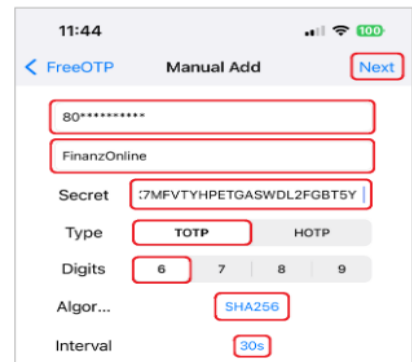 11:44 100
FreeOTP Manual Add Next
80**********
FinanzOnline
Secret :7MFVTYHPETGASWDL2FGBT5Y
Type TOTP HOTP
Digits 6 7 8 9
Algor... SHA256
Interval 30s